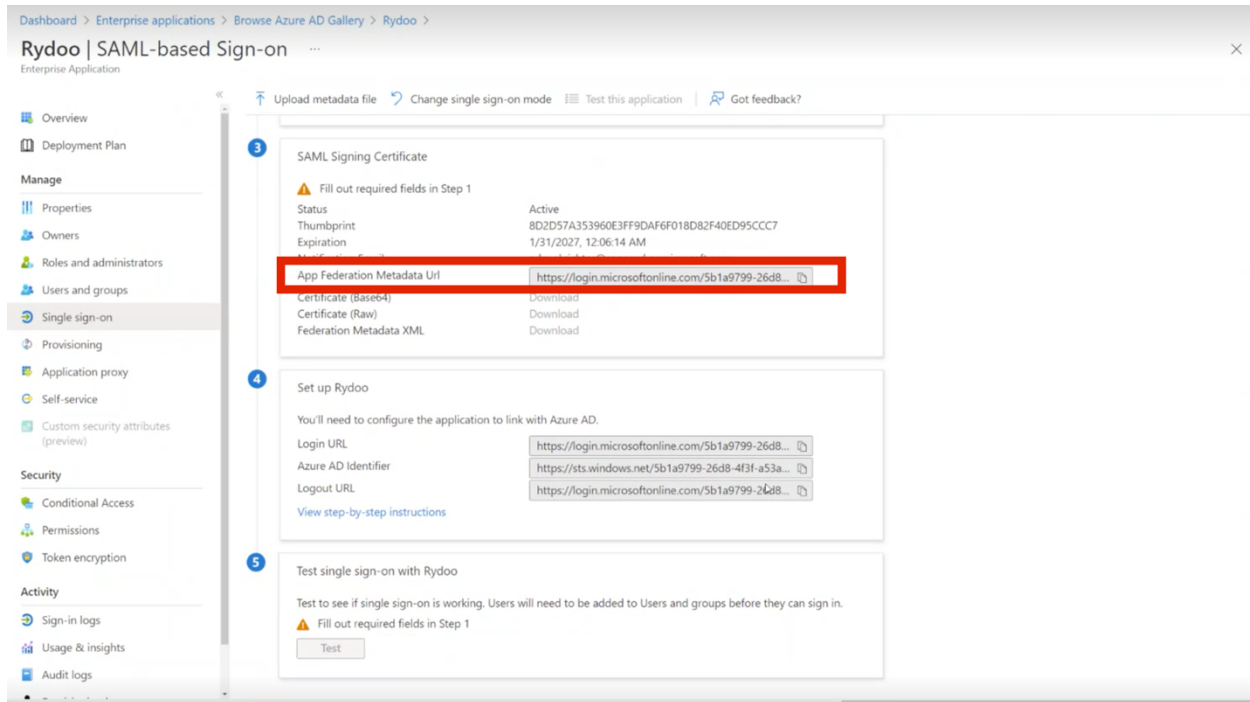 Dashboard > Enterprise applications > Browse Azure AD Gallery > Rydoo >
Rydoo | SAML-based Sign-on ...
Enterprise Application
Upload metadata file Change single sign-on mode Test this application Got feedback?
Overview
Deployment Plan
Manage
Properties
Owners
Roles and administrators
Users and groups
Single sign-on
Provisioning
Application proxy
Self-service
Custom security attributes
(preview)
Security
Conditional Access
Permissions
Token encryption
Activity
Sign-in logs
Usage & insights
Audit logs
3
SAML Signing Certificate
Fill out required fields in Step 1
Status Active
Thumbprint 8D2D57A353960E3FF9DAF6F018D82F40ED95CCC7
Expiration 1/31/2027, 12:06:14 AM
App Federation Metadata Url https://login.microsoftonline.com/5b1a9799-26d8...
Certificate (Base64) Download
Certificate (Raw) Download
Federation Metadata XML Download
4
Set up Rydoo
You'll need to configure the application to link with Azure AD.
Login URL https://login.microsoftonline.com/5b1a9799-26d8...
Azure AD Identifier https://sts.windows.net/5b1a9799-26d8-4f3f-a53a...
Logout URL https://login.microsoftonline.com/5b1a9799-26d8...
View step-by-step instructions
5
Test single sign-on with Rydoo
Test to see if single sign-on is working. Users will need to be added to Users and groups before they can sign in.
Fill out required fields in Step 1
Test